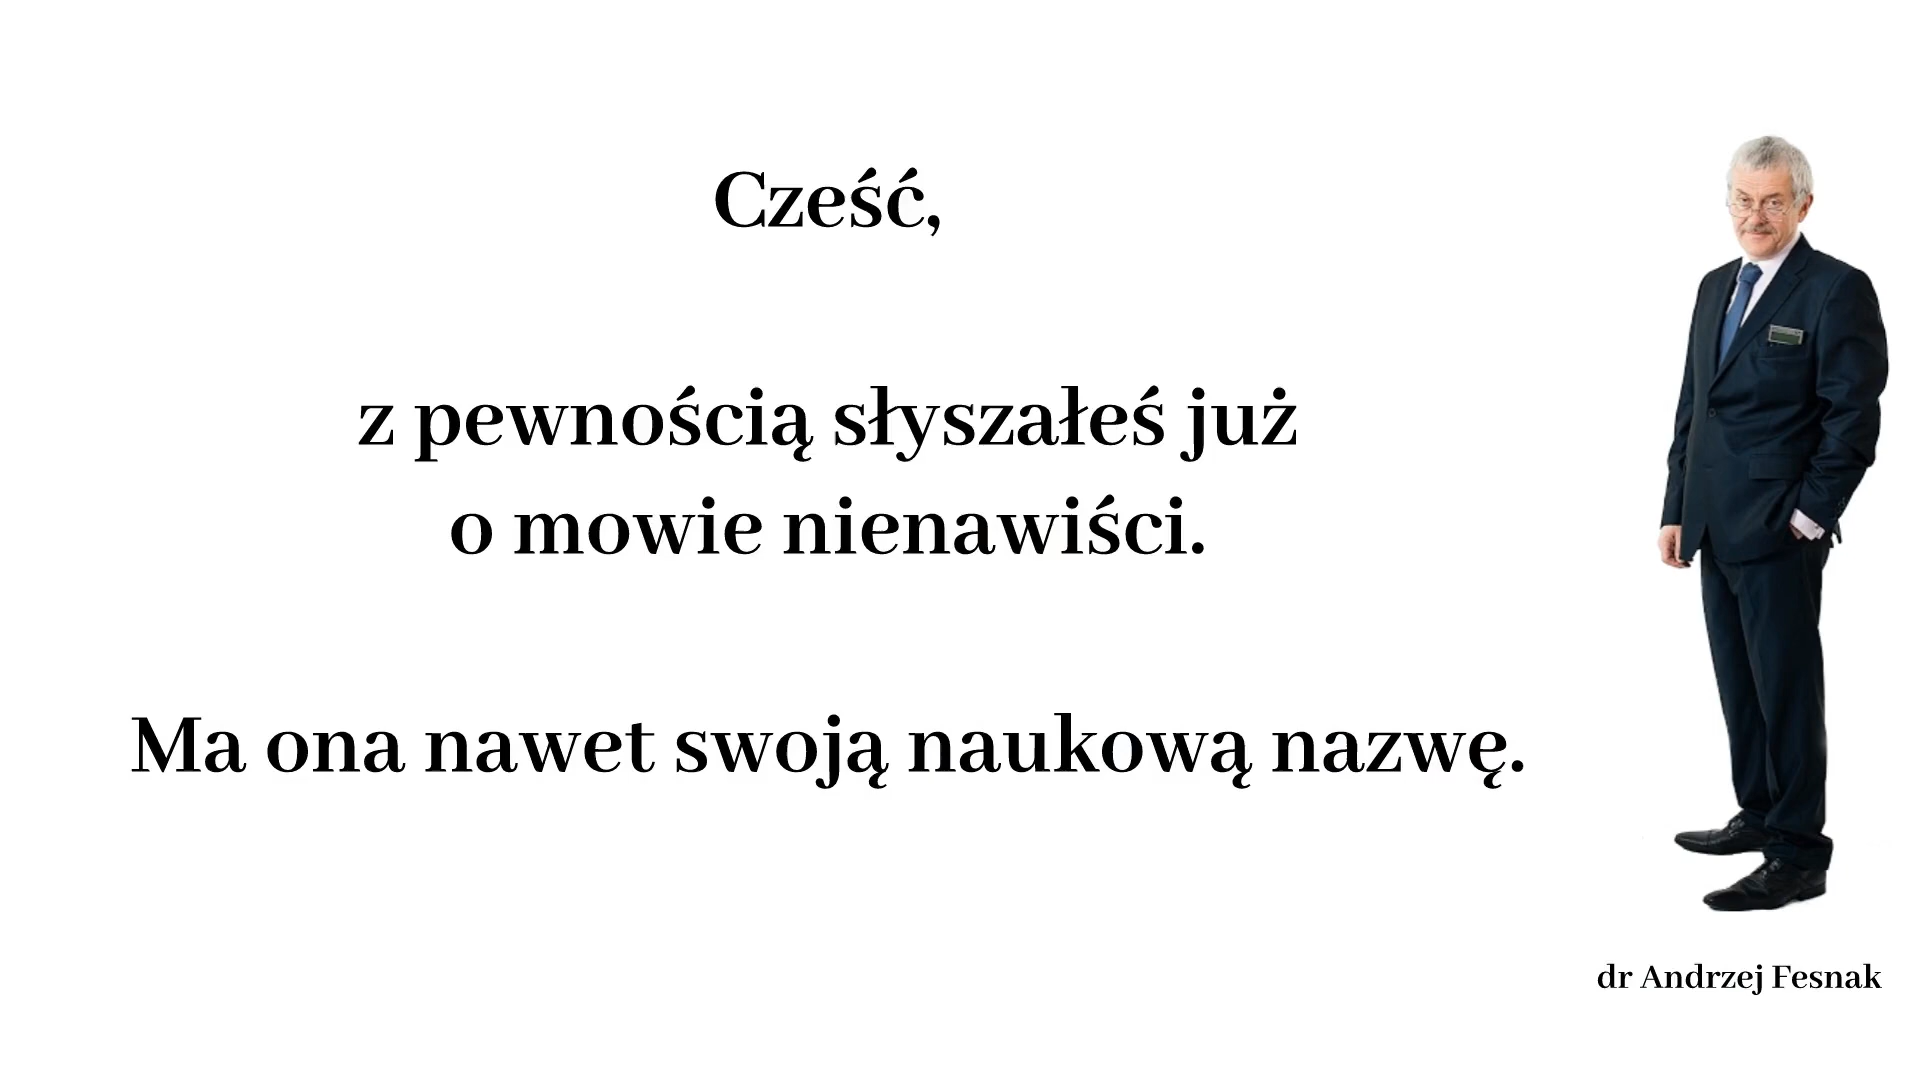 Cześć,
z pewnością słyszałeś już
o mowie nienawiści.
Ma ona nawet swoją naukową nazwę.
dr Andrzej Fesnak